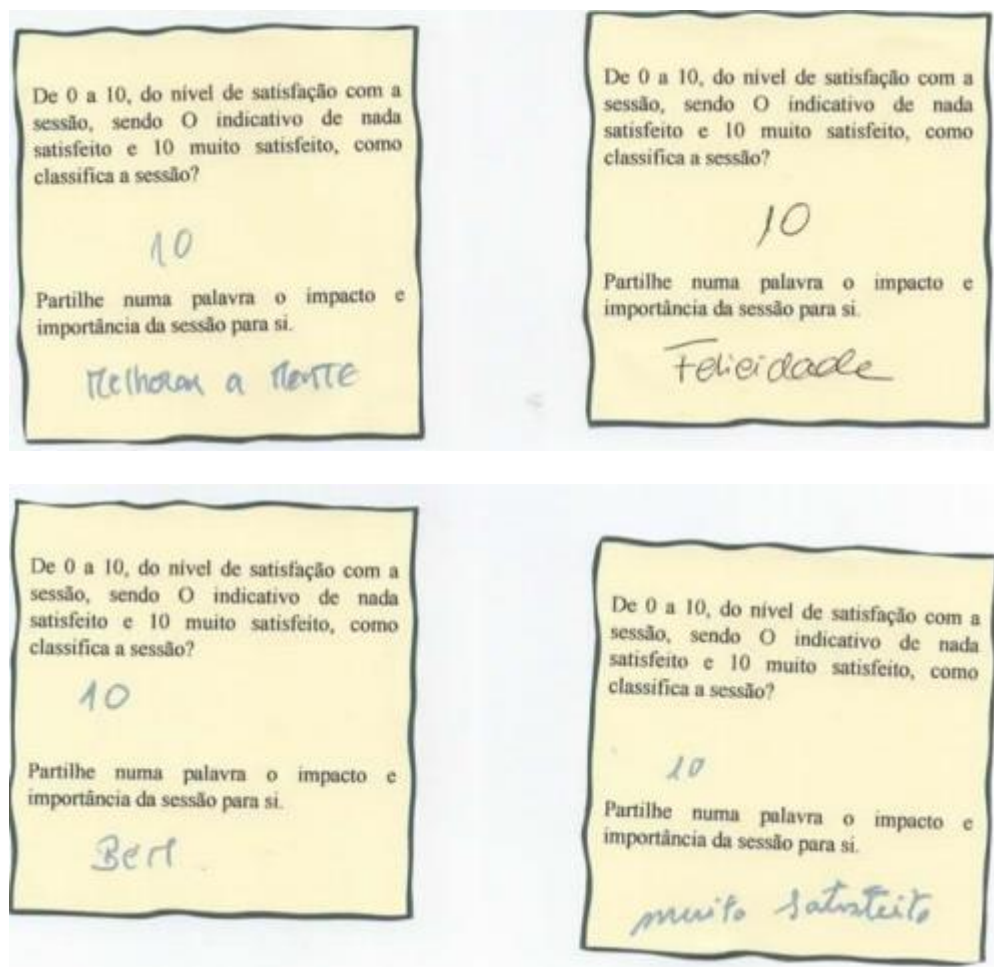 De 0 a 10, do nível de satisfação com a
sessão, sendo O indicativo de nada
satisfeito e 10 muito satisfeito, como
classifica a sessão?
10
Partilhe numa palavra o impacto e
importância da sessão para si.
Melhorar a Mente
De 0 a 10, do nível de satisfação com a
sessão, sendo O indicativo de nada
satisfeito e 10 muito satisfeito, como
classifica a sessão?
10
Partilhe numa palavra o impacto e
importância da sessão para si.
Felicidade
De 0 a 10, do nível de satisfação com a
sessão, sendo O indicativo de nada
satisfeito e 10 muito satisfeito, como
classifica a sessão?
10
Partilhe numa palavra o impacto e
importância da sessão para si.
Bem
De 0 a 10, do nível de satisfação com a
sessão, sendo O indicativo de nada
satisfeito e 10 muito satisfeito, como
classifica a sessão?
10
Partilhe numa palavra o impacto e
importância da sessão para si.
muito satisfeito